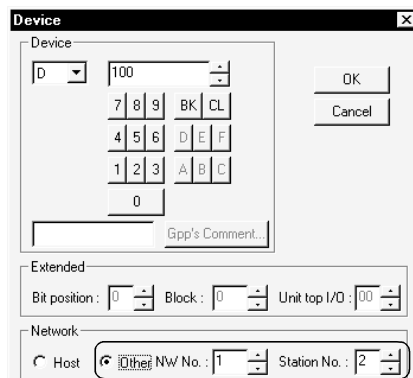 Device
Device
D 100
OK
7 8 9 BK CL
Cancel
4 5 6 D E F
1 2 3 A B C
0
Gpp's Comment...
Extended
Bit position : 0 Block : 0 Unit top I/O : 00
Network
Host Other NW No. : 1 Station No. : 2